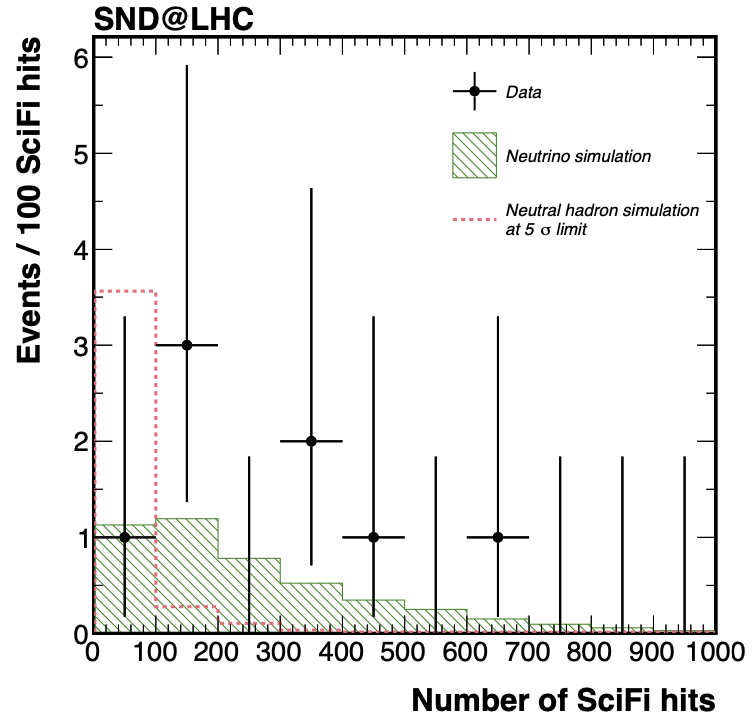 SND@LHC
Events / 100 SciFi hits
6
5
4
3
2
1
0
Data
Neutrino simulation
Neutral hadron simulation
at 5 σ limit
0 100 200 300 400 500 600 700 800 900 1000
Number of SciFi hits